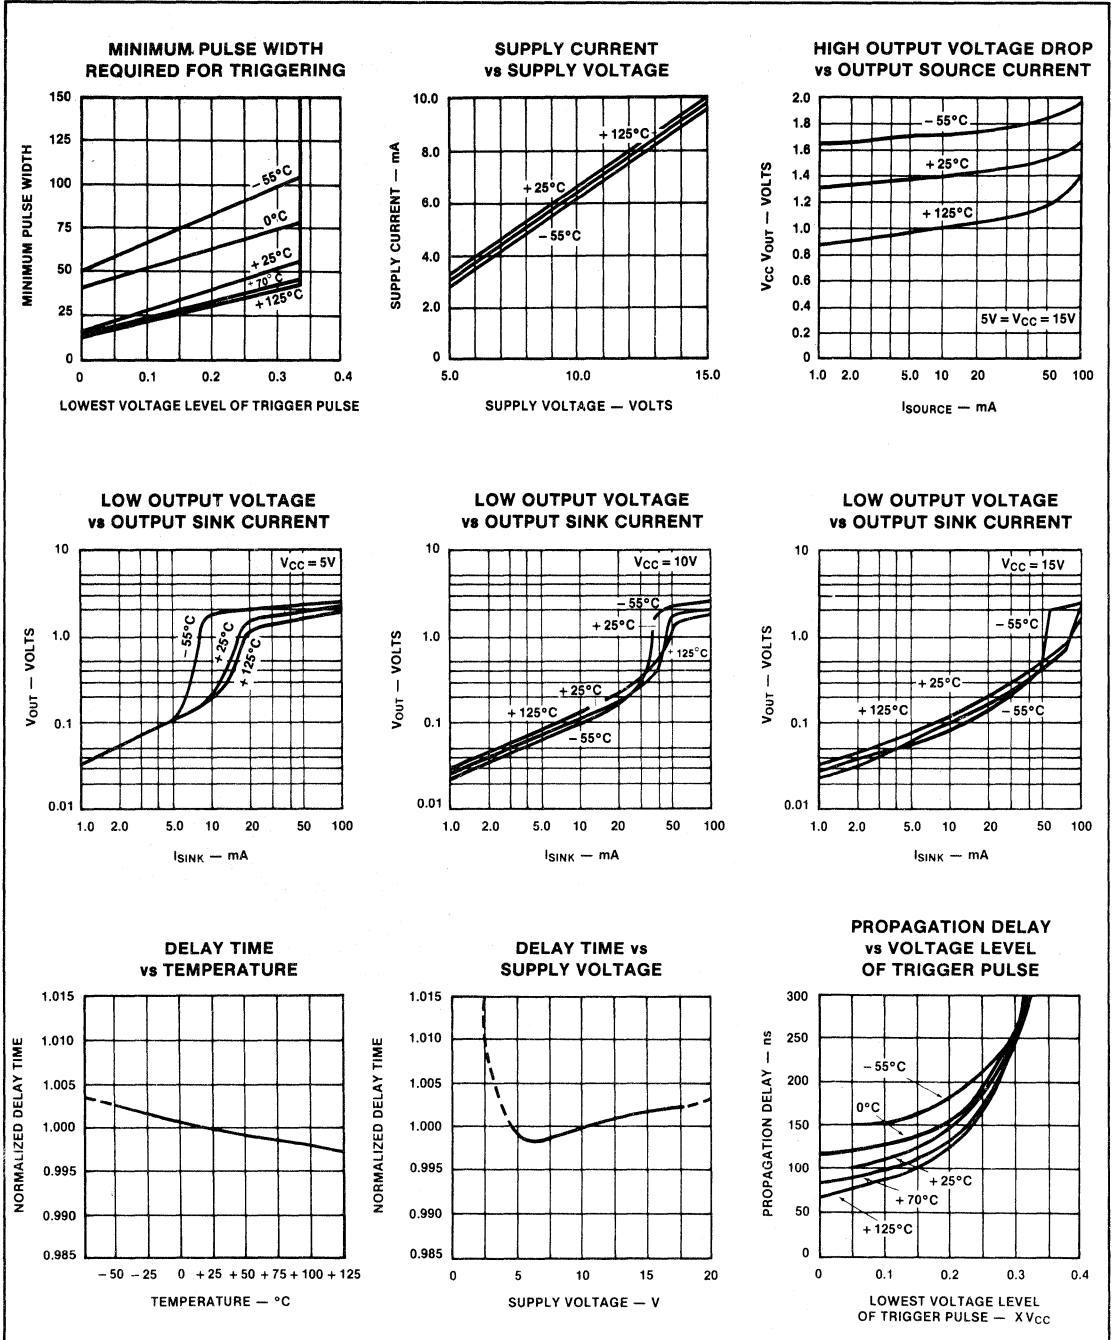 MINIMUM PULSE WIDTH
REQUIRED FOR TRIGGERING
MINIMUM PULSE WIDTH
150
125
100
75
50
25
0
-55°C
0°C
+25°C
+70°C
+125°C
0 0.1 0.2 0.3 0.4
LOWEST VOLTAGE LEVEL OF TRIGGER PULSE
SUPPLY CURRENT
vs SUPPLY VOLTAGE
SUPPLY CURRENT — mA
10.0
8.0
6.0
4.0
2.0
0
+125°C
+25°C
-55°C
5.0 10.0 15.0
SUPPLY VOLTAGE — VOLTS
HIGH OUTPUT VOLTAGE DROP
vs OUTPUT SOURCE CURRENT
VCC VOUT — VOLTS
2.0
1.8
1.6
1.4
1.2
1.0
0.8
0.6
0.4
0.2
0
-55°C
+25°C
+125°C
5V=VCC=15V
1.0 2.0 5.0 10 20 50 100
ISOURCE — mA
LOW OUTPUT VOLTAGE
vs OUTPUT SINK CURRENT
VOUT — VOLTS
10
1.0
0.1
0.01
VCC=5V
-55°C
+25°C
+125°C
1.0 2.0 5.0 10 20 50 100
ISINK — mA
LOW OUTPUT VOLTAGE
vs OUTPUT SINK CURRENT
VOUT — VOLTS
10
1.0
0.1
0.01
VCC=10V
-55°C
+25°C
+125°C
+25°C
+125°C
-55°C
1.0 2.0 5.0 10 20 50 100
ISINK — mA
LOW OUTPUT VOLTAGE
vs OUTPUT SINK CURRENT
VOUT — VOLTS
10
1.0
0.1
0.01
VCC=15V
-55°C
+25°C
+125°C
-55°C
1.0 2.0 5.0 10 20 50 100
ISINK — mA
DELAY TIME
vs TEMPERATURE
NORMALIZED DELAY TIME
1.015
1.010
1.005
1.000
0.995
0.990
0.985
-50 -25 0 +25 +50 +75 +100 +125
TEMPERATURE — °C
DELAY TIME vs
SUPPLY VOLTAGE
NORMALIZED DELAY TIME
1.015
1.010
1.005
1.000
0.995
0.990
0.985
0 5 10 15 20
SUPPLY VOLTAGE — V
PROPAGATION DELAY
vs VOLTAGE LEVEL
OF TRIGGER PULSE
PROPAGATION DELAY — ns
300
250
200
150
100
50
0
-55°C
0°C
+25°C
+70°C
+125°C
0 0.1 0.2 0.3 0.4
LOWEST VOLTAGE LEVEL
OF TRIGGER PULSE — XVCC